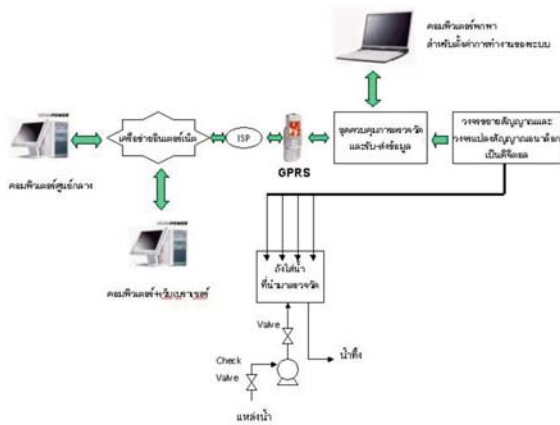 คอมพิวเตอร์พกพา
สำหรับตั้งค่าการทำงานของระบบ
เครือข่ายอินเตอร์เน็ต
ISP
GPRS
ชุดควบคุมการตรวจวัด
และรับ-ส่งข้อมูล
วงจรขยายสัญญาณและ
วงจรแปลงสัญญาณอนาล็อก
เป็นดิจิตอล
คอมพิวเตอร์ศูนย์กลาง
คอมพิวเตอร์+เว็บเบราเซอร์
ถังใส่น้ำ
ที่นำมาตรวจวัด
Valve
น้ำทิ้ง
Check
Valve
แหล่งน้ำ